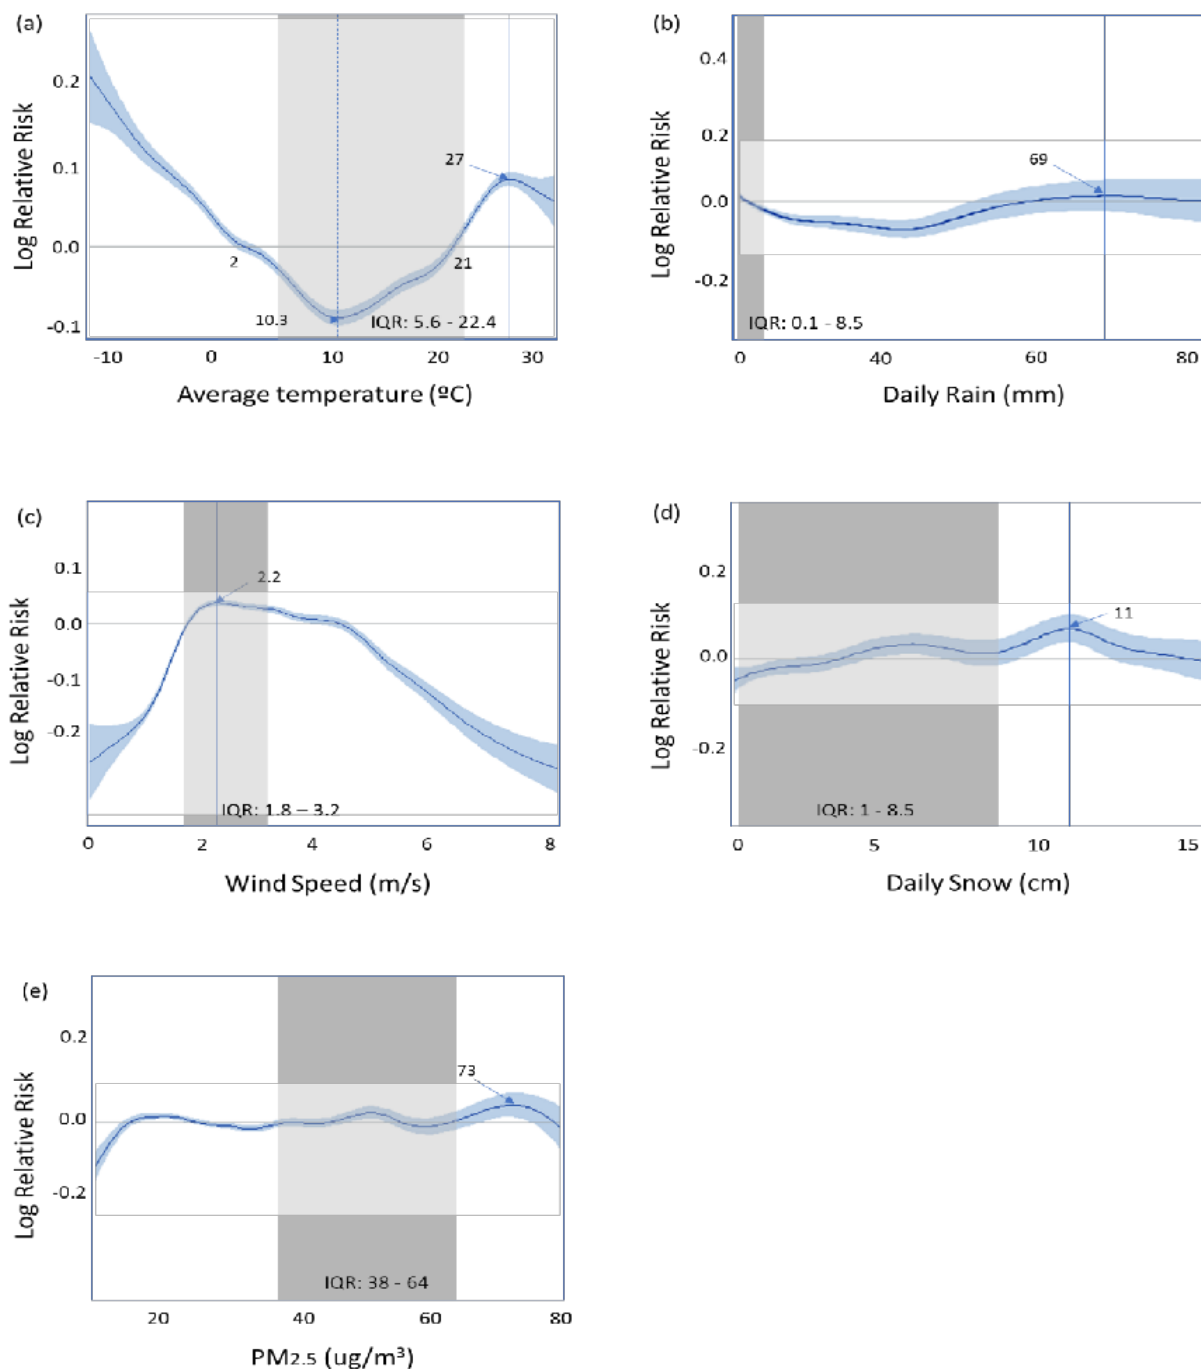 (a)
Log Relative Risk
0.2
0.1
0.0
-0.1
27
2
21
10.3
IQR: 5.6 - 22.4
-10 0 10 20 30
Average temperature (ºC)
(b)
Log Relative Risk
0.4
0.2
0.0
-0.2
69
IQR: 0.1 - 8.5
0 40 60 80
Daily Rain (mm)
(c)
Log Relative Risk
0.1
0.0
-0.1
-0.2
2.2
IQR: 1.8 – 3.2
0 2 4 6 8
Wind Speed (m/s)
(d)
Log Relative Risk
0.2
0.0
-0.2
11
IQR: 1 - 8.5
0 5 10 15
Daily Snow (cm)
(e)
Log Relative Risk
0.2
0.0
-0.2
73
IQR: 38 - 64
20 40 60 80
PM2.5 (ug/m³)